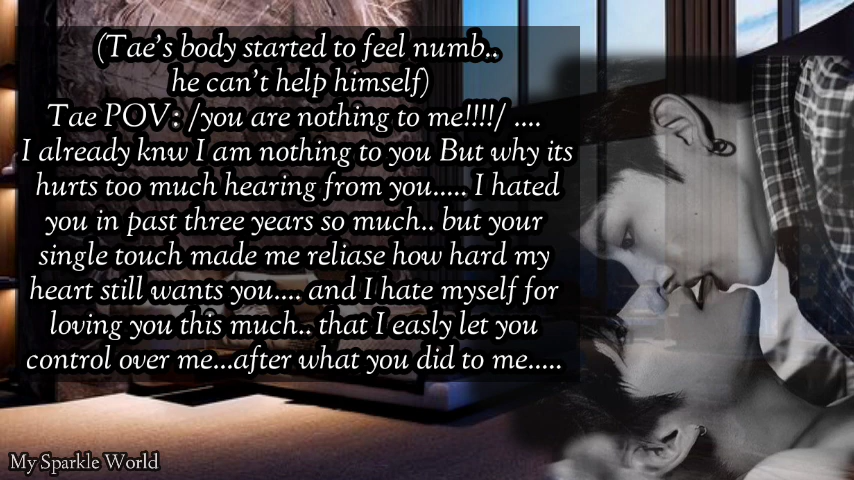 (Tae's body started to feel numb..
he can't help himself)
Tae POV: /you are nothing to me!!!!/ ....
I already knw I am nothing to you But why its
hurts too much hearing from you..... I hated
you in past three years so much.. but your
single touch made me reliase how hard my
heart still wants you.... and I hate myself for
loving you this much.. that I easly let you
control over me...after what you did to me.....
My Sparkle World